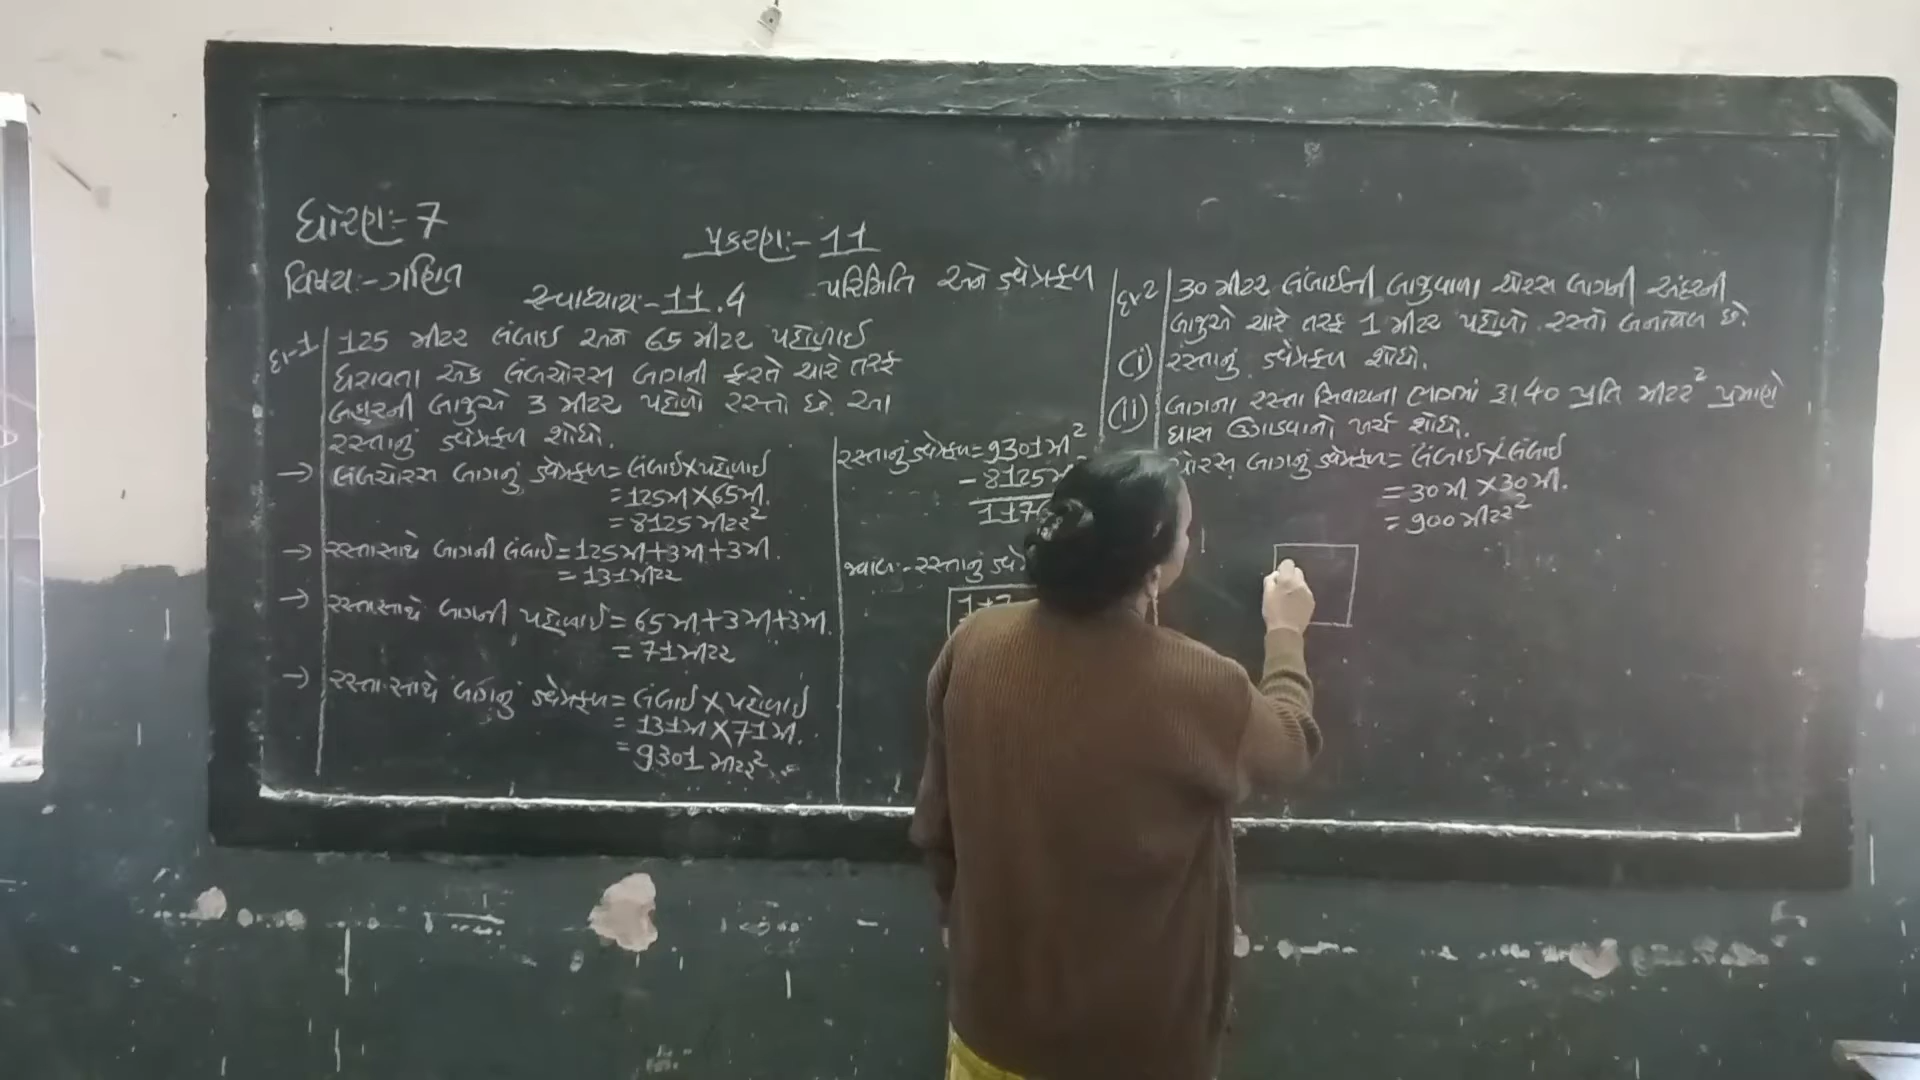 ધોરણ:- 7
વિષય:- ગણિત
પ્રકરણ:- 11
પરિમિતિ અને ક્ષેત્રફળ
સ્વાધ્યાય:- 11.4
દા-1 125 મીટર લંબાઈ અને 65 મીટર પહોળાઈ
ધરાવતા એક લંબચોરસ બાગની ફરતે ચારે તરફ
બહારની બાજુએ 3 મીટર પહોળો રસ્તો છે. આ
રસ્તાનું ક્ષેત્રફળ શોધો.
→ લંબચોરસ બાગનું ક્ષેત્રફળ = લંબાઈ × પહોળાઈ
= 125મી × 65મી.
= 8125 મીટર²
→ રસ્તા સાથે બાગની લંબાઈ = 125મી + 3મી + 3મી.
= 131 મીટર
→ રસ્તા સાથે બાગની પહોળાઈ = 65મી. + 3મી + 3મી.
= 71 મીટર
→ રસ્તા સાથે બાગનું ક્ષેત્રફળ = લંબાઈ × પહોળાઈ
= 131મી × 71મી.
= 9301 મીટર²
રસ્તાનું ક્ષેત્રફળ = 9301મી²
- 8125મી
117
જવાબ:- રસ્તાનું
દા-2 30 મીટર લંબાઈની બાજુવાળા ચોરસ બાગની અંદરની
બાજુએ ચારે તરફ 1 મીટર પહોળો રસ્તો બનાવેલ છે.
(i) રસ્તાનું ક્ષેત્રફળ શોધો.
(ii) બાગના રસ્તા સિવાયના ભાગમાં રૂા. 40 પ્રતિ મીટર² પ્રમાણે
ઘાસ ઉગાડવાનો ખર્ચ શોધો.
ચોરસ બાગનું ક્ષેત્રફળ = લંબાઈ × લંબાઈ
= 30મી × 30મી.
= 900 મીટર²